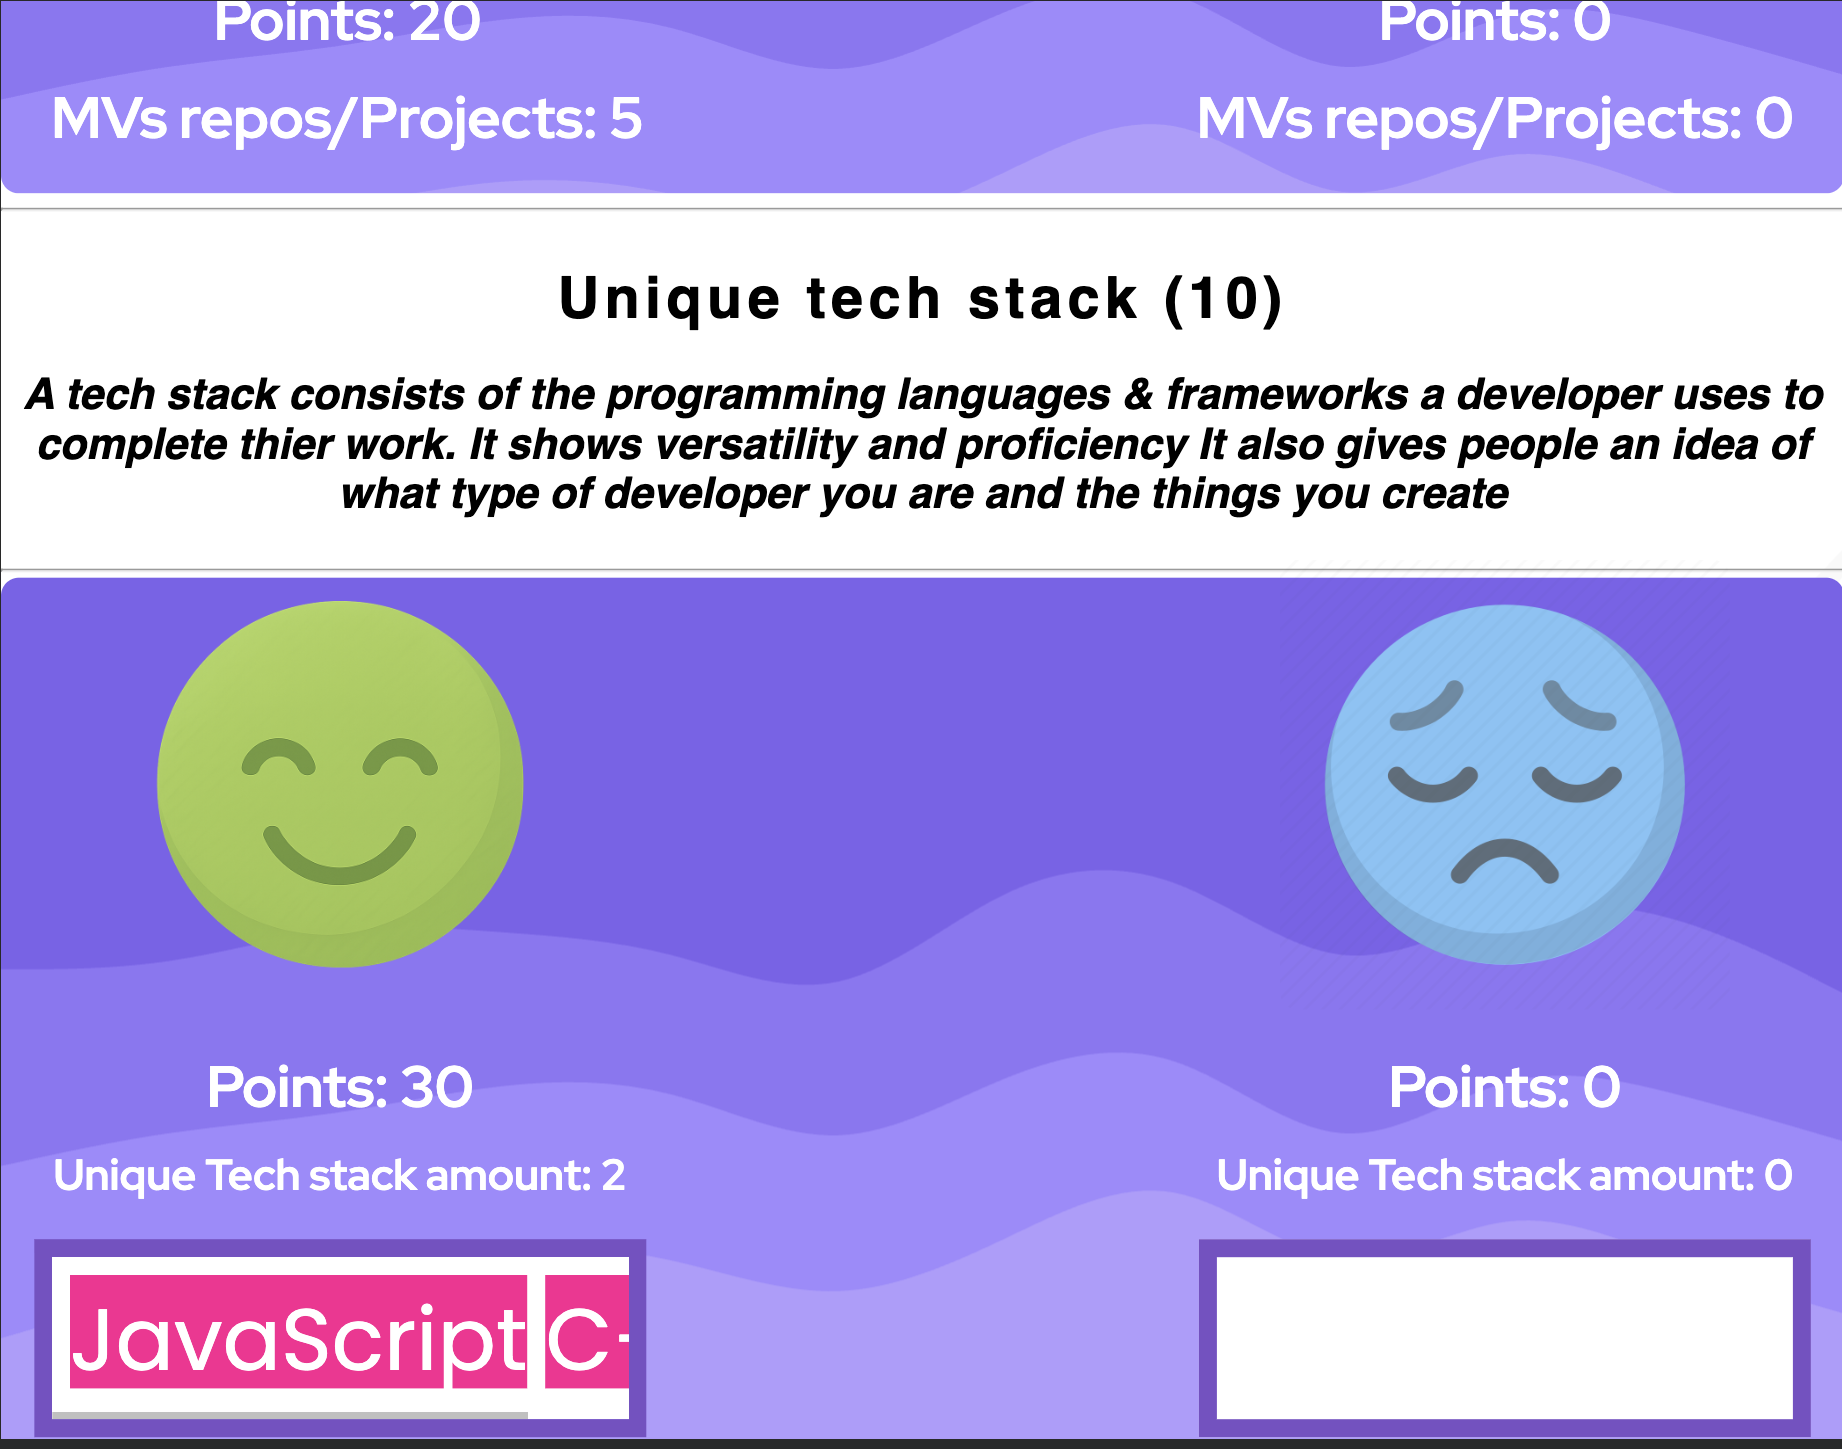 Points: 20
Points: 0
MVs repos/Projects: 5
MVs repos/Projects: 0
Unique tech stack (10)
A tech stack consists of the programming languages & frameworks a developer uses to
complete thier work. It shows versatility and proficiency It also gives people an idea of
what type of developer you are and the things you create
Points: 30
Points: 0
Unique Tech stack amount: 2
Unique Tech stack amount: 0
JavaScript